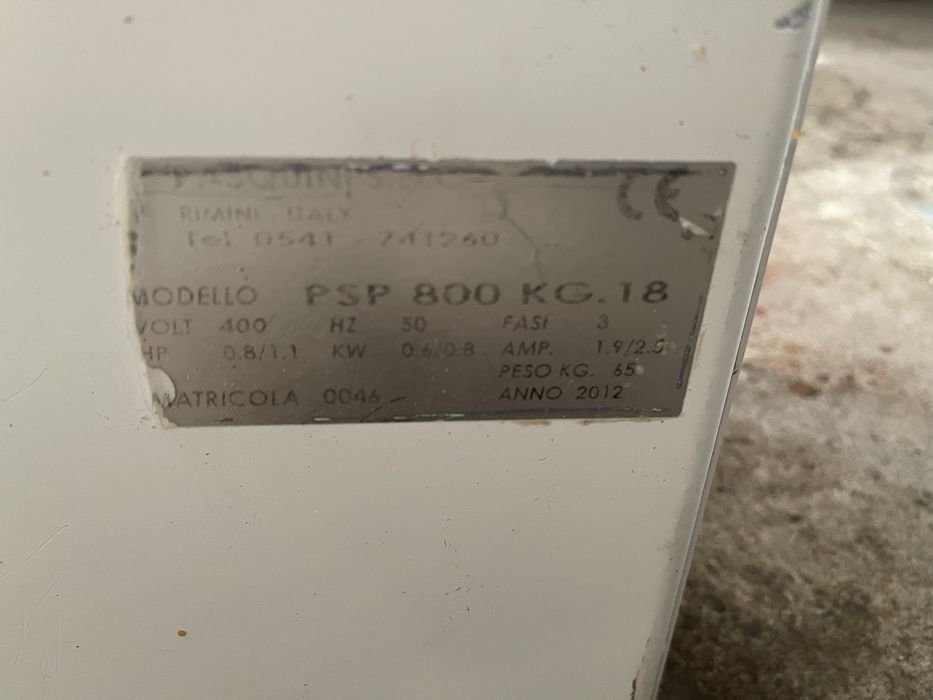 PASQUINI S.N.C CE
RIMINI - ITALY
Tel. 0541 - 741260
MODELLO PSP 800 KG.18
VOLT 400 HZ 50 FASI 3
HP. 0.8/1.1 KW 0.6/0.8 AMP. 1.9/2.5
PESO KG. 65
MATRICOLA 0046 ANNO 2012